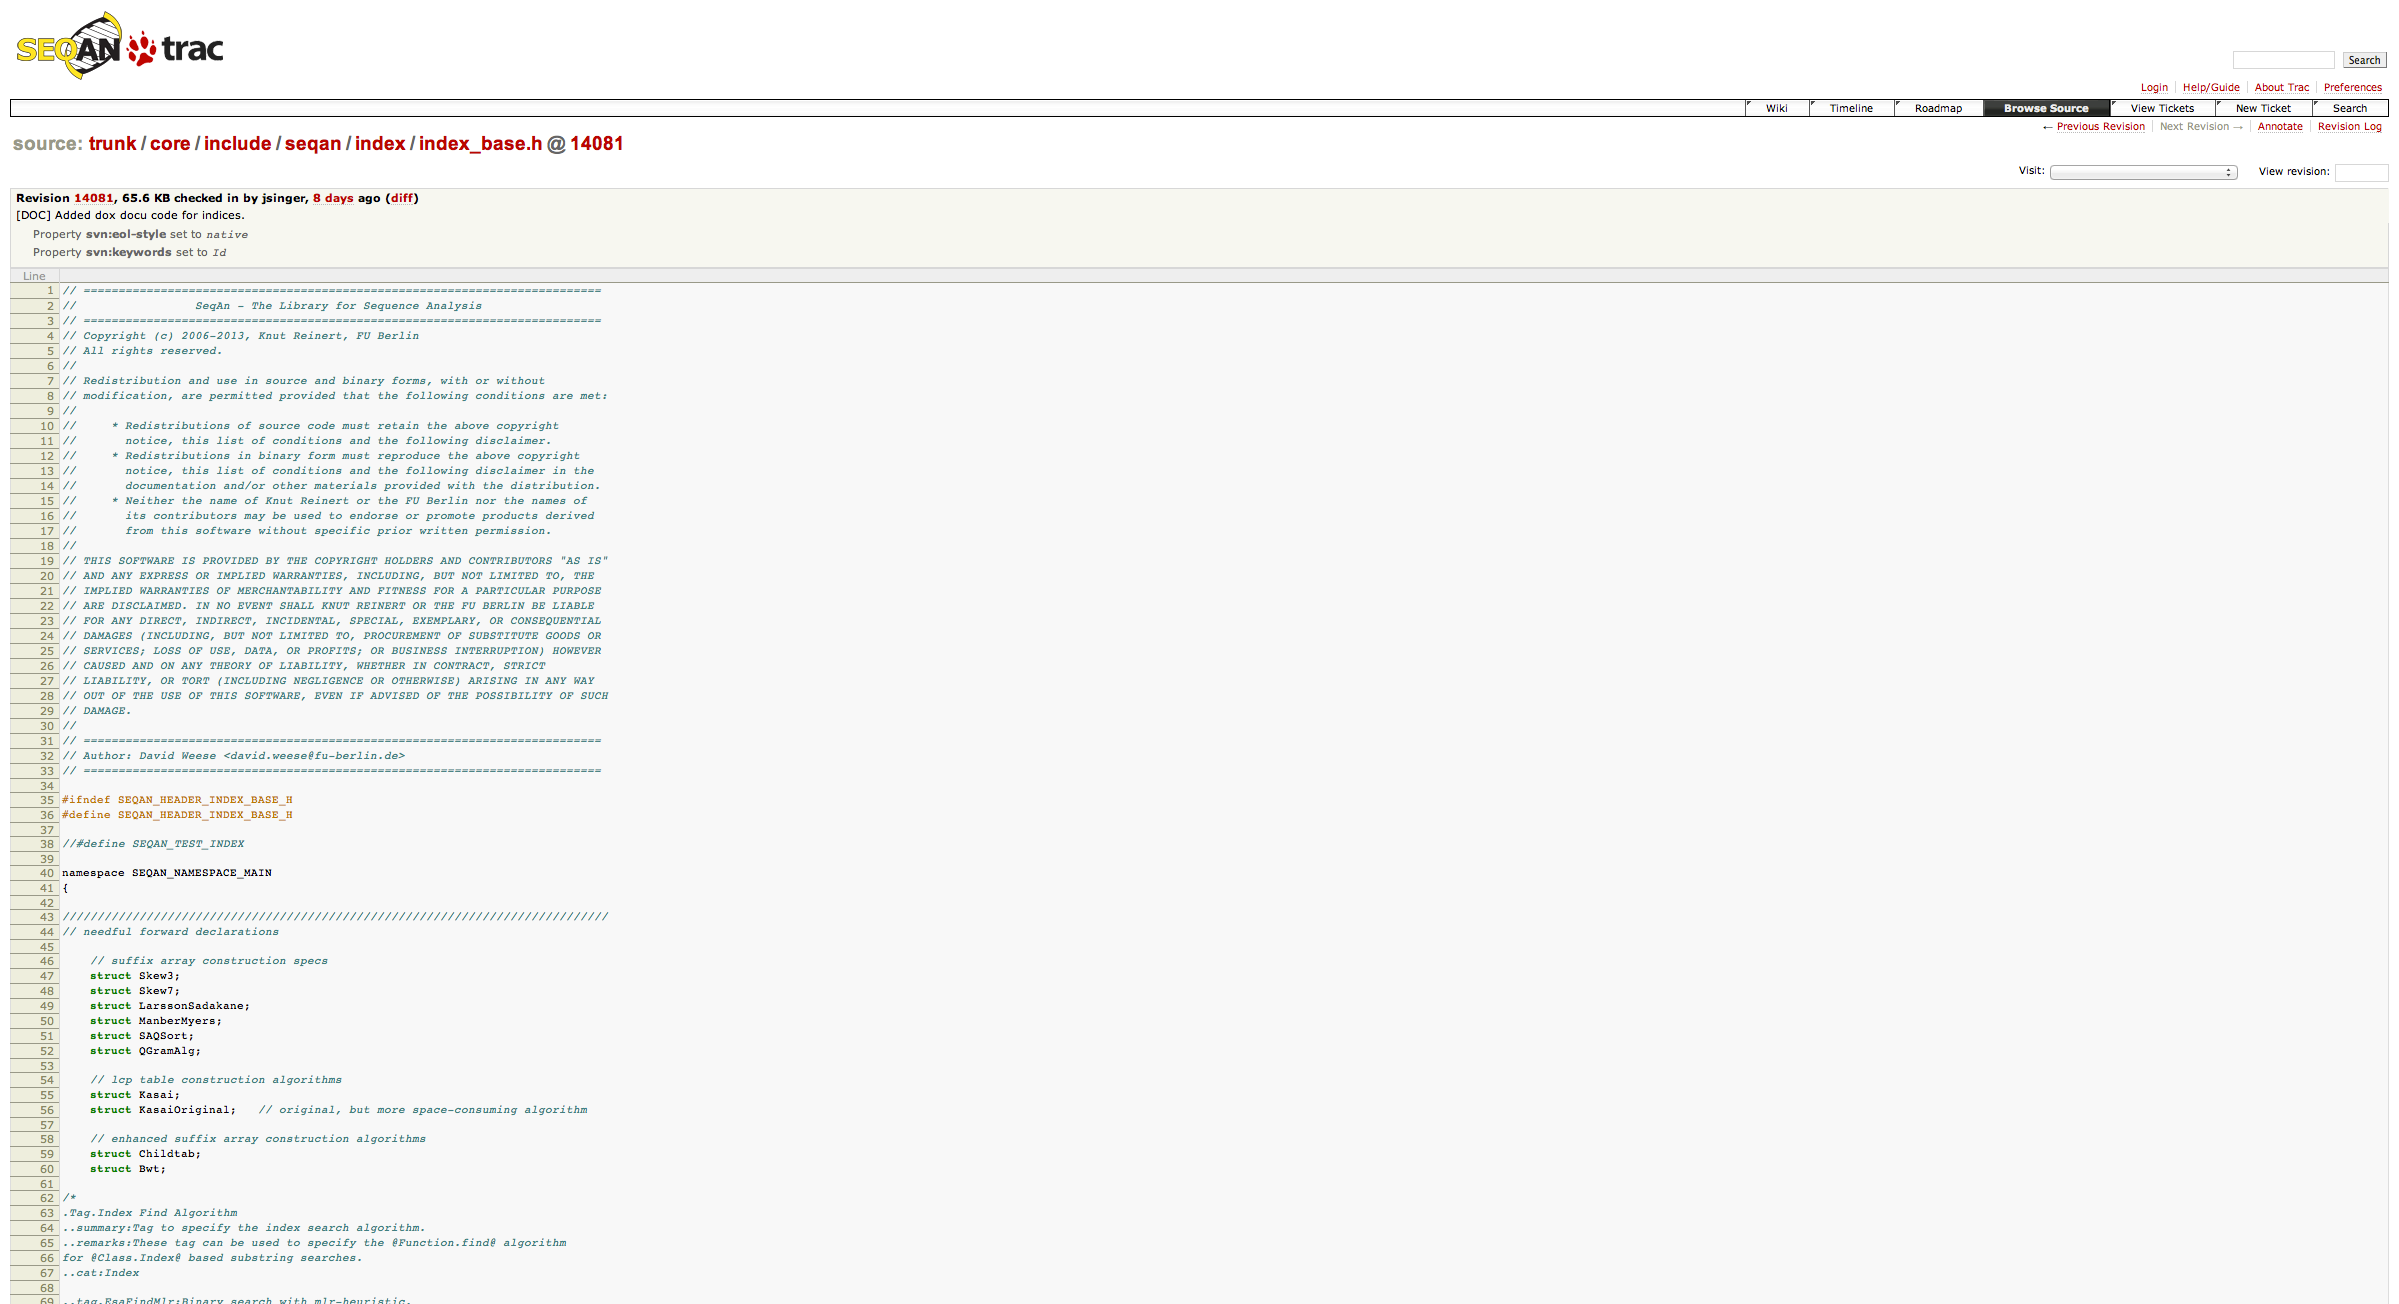 SEQAN trac
Search
Login Help/Guide About Trac Preferences
Wiki Timeline Roadmap Browse Source View Tickets New Ticket Search
← Previous Revision Next Revision → Annotate Revision Log
source: trunk / core / include / seqan / index / index_base.h @ 14081
Visit: View revision:
Revision 14081, 65.6 KB checked in by jsinger, 8 days ago (diff)
[DOC] Added dox docu code for indices.
Property svn:eol-style set to native
Property svn:keywords set to Id
Line
1 // ==========================================================================
2 // SeqAn - The Library for Sequence Analysis
3 // ==========================================================================
4 // Copyright (c) 2006-2013, Knut Reinert, FU Berlin
5 // All rights reserved.
6 //
7 // Redistribution and use in source and binary forms, with or without
8 // modification, are permitted provided that the following conditions are met:
9 //
10 // * Redistributions of source code must retain the above copyright
11 // notice, this list of conditions and the following disclaimer.
12 // * Redistributions in binary form must reproduce the above copyright
13 // notice, this list of conditions and the following disclaimer in the
14 // documentation and/or other materials provided with the distribution.
15 // * Neither the name of Knut Reinert or the FU Berlin nor the names of
16 // its contributors may be used to endorse or promote products derived
17 // from this software without specific prior written permission.
18 //
19 // THIS SOFTWARE IS PROVIDED BY THE COPYRIGHT HOLDERS AND CONTRIBUTORS "AS IS"
20 // AND ANY EXPRESS OR IMPLIED WARRANTIES, INCLUDING, BUT NOT LIMITED TO, THE
21 // IMPLIED WARRANTIES OF MERCHANTABILITY AND FITNESS FOR A PARTICULAR PURPOSE
22 // ARE DISCLAIMED. IN NO EVENT SHALL KNUT REINERT OR THE FU BERLIN BE LIABLE
23 // FOR ANY DIRECT, INDIRECT, INCIDENTAL, SPECIAL, EXEMPLARY, OR CONSEQUENTIAL
24 // DAMAGES (INCLUDING, BUT NOT LIMITED TO, PROCUREMENT OF SUBSTITUTE GOODS OR
25 // SERVICES; LOSS OF USE, DATA, OR PROFITS; OR BUSINESS INTERRUPTION) HOWEVER
26 // CAUSED AND ON ANY THEORY OF LIABILITY, WHETHER IN CONTRACT, STRICT
27 // LIABILITY, OR TORT (INCLUDING NEGLIGENCE OR OTHERWISE) ARISING IN ANY WAY
28 // OUT OF THE USE OF THIS SOFTWARE, EVEN IF ADVISED OF THE POSSIBILITY OF SUCH
29 // DAMAGE.
30 //
31 // ==========================================================================
32 // Author: David Weese <david.weese@fu-berlin.de>
33 // ==========================================================================
34
35 #ifndef SEQAN_HEADER_INDEX_BASE_H
36 #define SEQAN_HEADER_INDEX_BASE_H
37
38 //#define SEQAN_TEST_INDEX
39
40 namespace SEQAN_NAMESPACE_MAIN
41 {
42
43 //////////////////////////////////////////////////////////////////////////////
44 // needful forward declarations
45
46 // suffix array construction specs
47 struct Skew3;
48 struct Skew7;
49 struct LarssonSadakane;
50 struct ManberMyers;
51 struct SAQSort;
52 struct QGramAlg;
53
54 // lcp table construction algorithms
55 struct Kasai;
56 struct KasaiOriginal; // original, but more space-consuming algorithm
57
58 // enhanced suffix array construction algorithms
59 struct Childtab;
60 struct Bwt;
61
62 /*
63 .Tag.Index Find Algorithm
64 ..summary:Tag to specify the index search algorithm.
65 ..remarks:These tag can be used to specify the @Function.find@ algorithm
66 for @Class.Index@ based substring searches.
67 ..cat:Index
68
69 ..tag.EsaFindMlr:Binary search with mlr-heuristic.